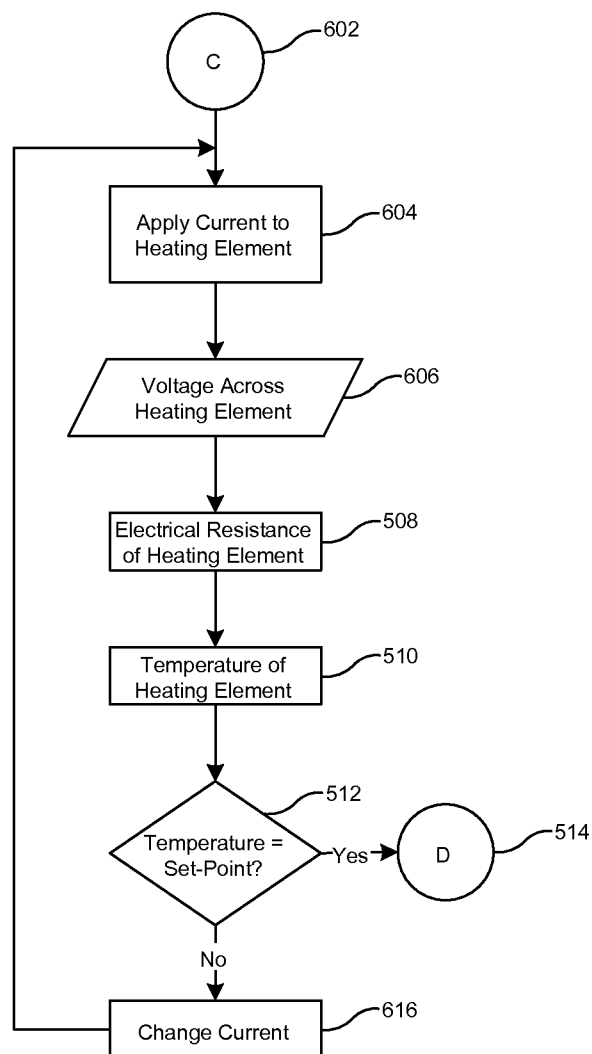 C
602
Apply Current to
Heating Element
604
Voltage Across
Heating Element
606
Electrical Resistance
of Heating Element
508
Temperature of
Heating Element
510
Temperature =
Set-Point?
512
Yes
D
514
No
Change Current
616